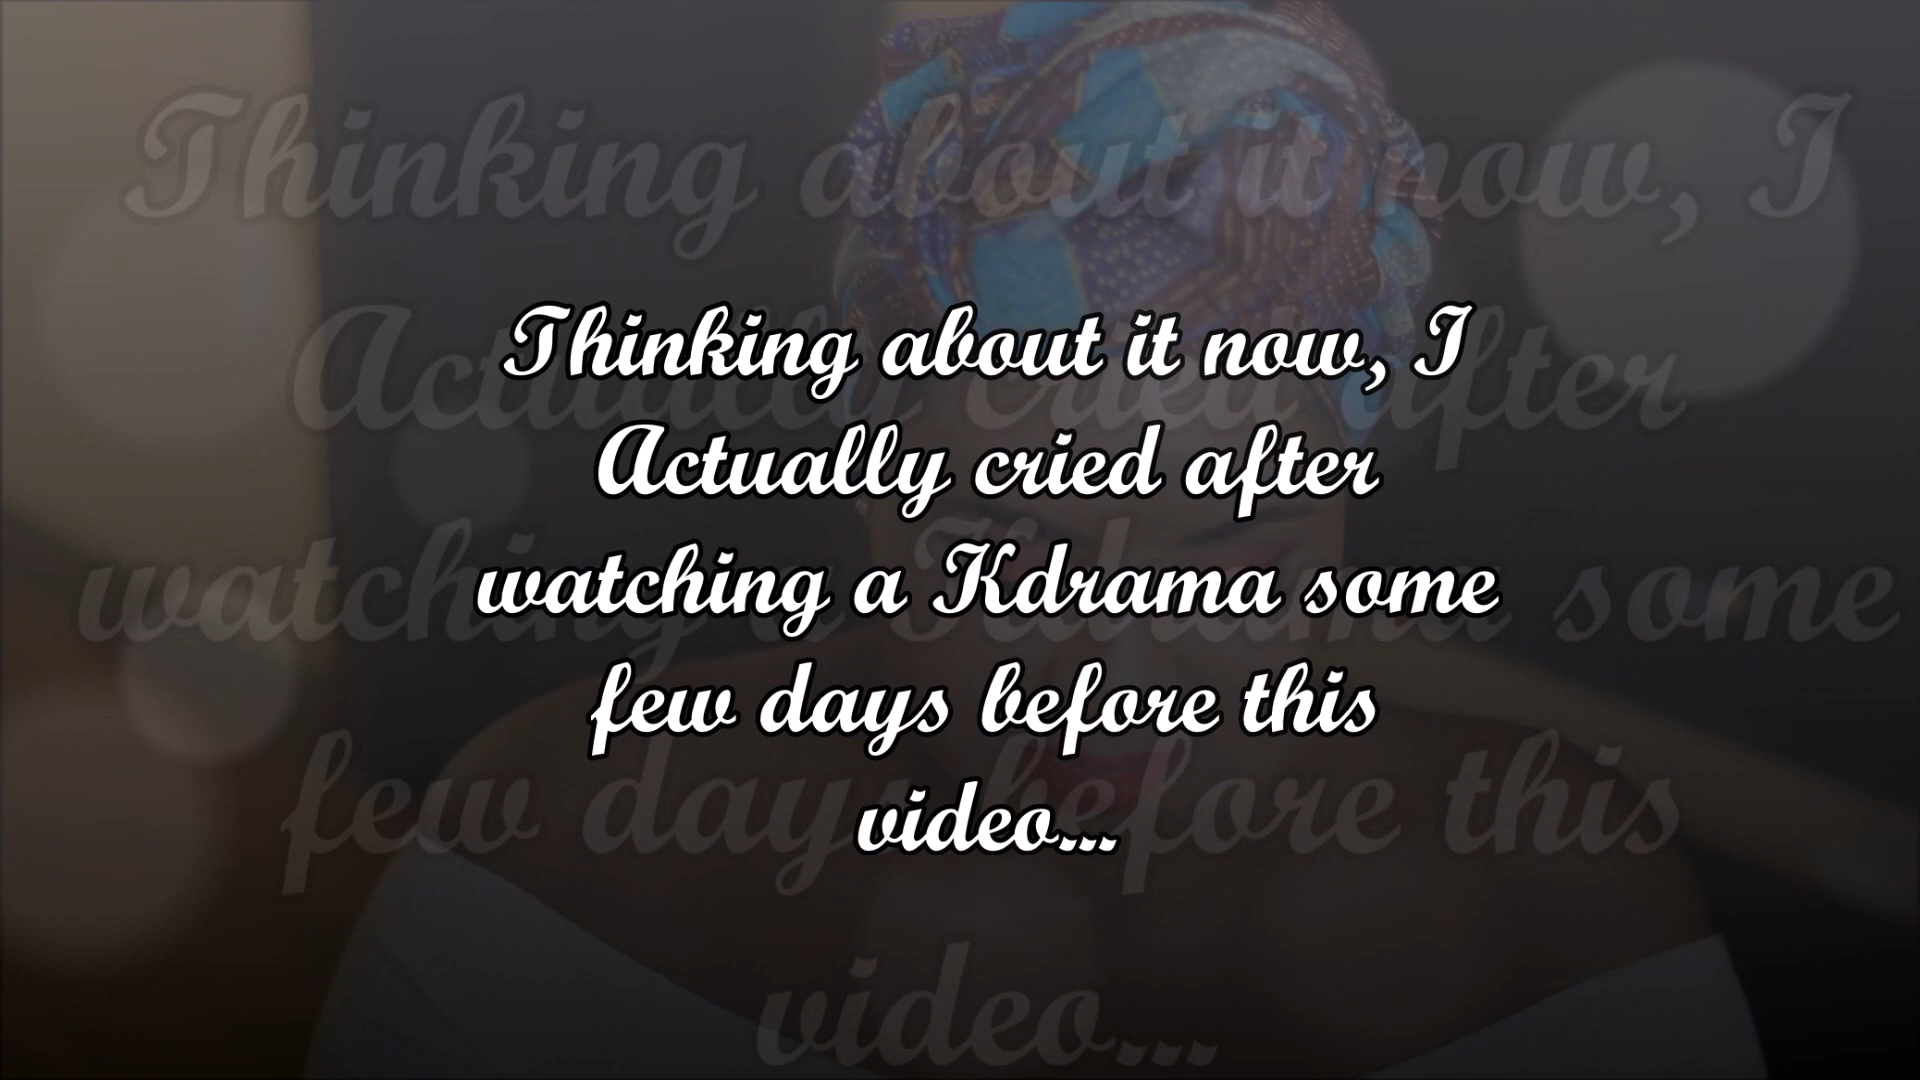 Thinking about it now, I
Actually cried after
watching a Kdrama some
few days before this
video...